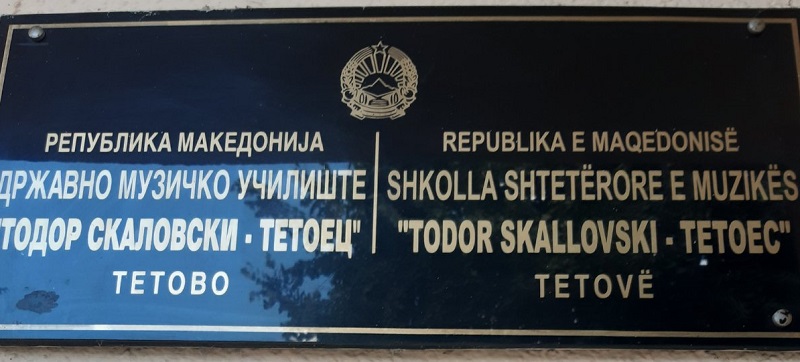 РЕПУБЛИКА МАКЕДОНИЈА
ДРЖАВНО МУЗИЧКО УЧИЛИШТЕ
"ТОДОР СКАЛОВСКИ - ТЕТОЕЦ"
ТЕТОВО
REPUBLIKA E MAQEDONISË
SHKOLLA SHTETËRORE E MUZIKËS
"TODOR SKALLOVSKI - TETOEC"
TETOVË